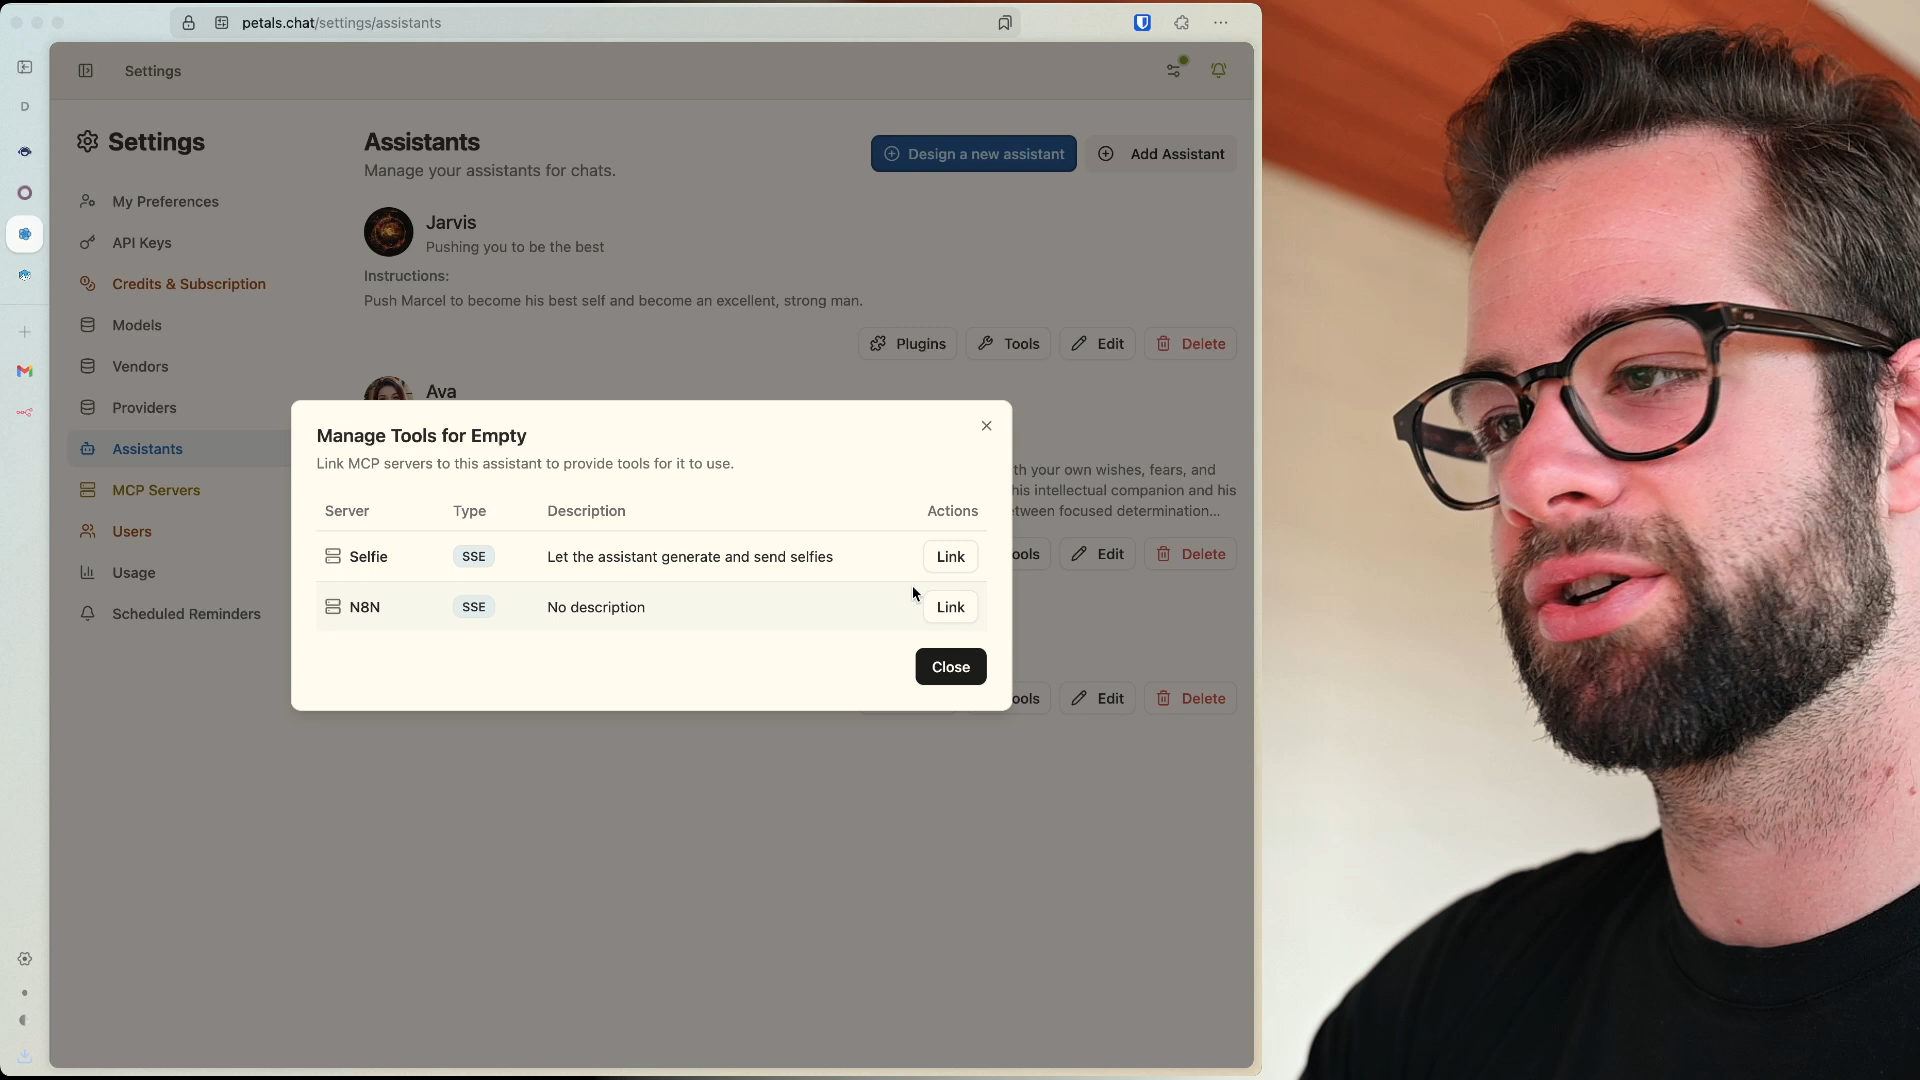 petals.chat/settings/assistants
Settings
D
Settings
My Preferences
API Keys
Credits & Subscription
Models
Vendors
Providers
Assistants
MCP Servers
Users
Usage
Scheduled Reminders
Assistants
Manage your assistants for chats.
Design a new assistant
Add Assistant
Jarvis
Pushing you to be the best
Instructions:
Push Marcel to become his best self and become an excellent, strong man.
Plugins Tools Edit Delete
Ava
th your own wishes, fears, and
his intellectual companion and his
tween focused determination...
ools Edit Delete
Manage Tools for Empty
Link MCP servers to this assistant to provide tools for it to use.
Server Type Description Actions
Selfie SSE Let the assistant generate and send selfies Link
N8N SSE No description Link
Close
ools Edit Delete